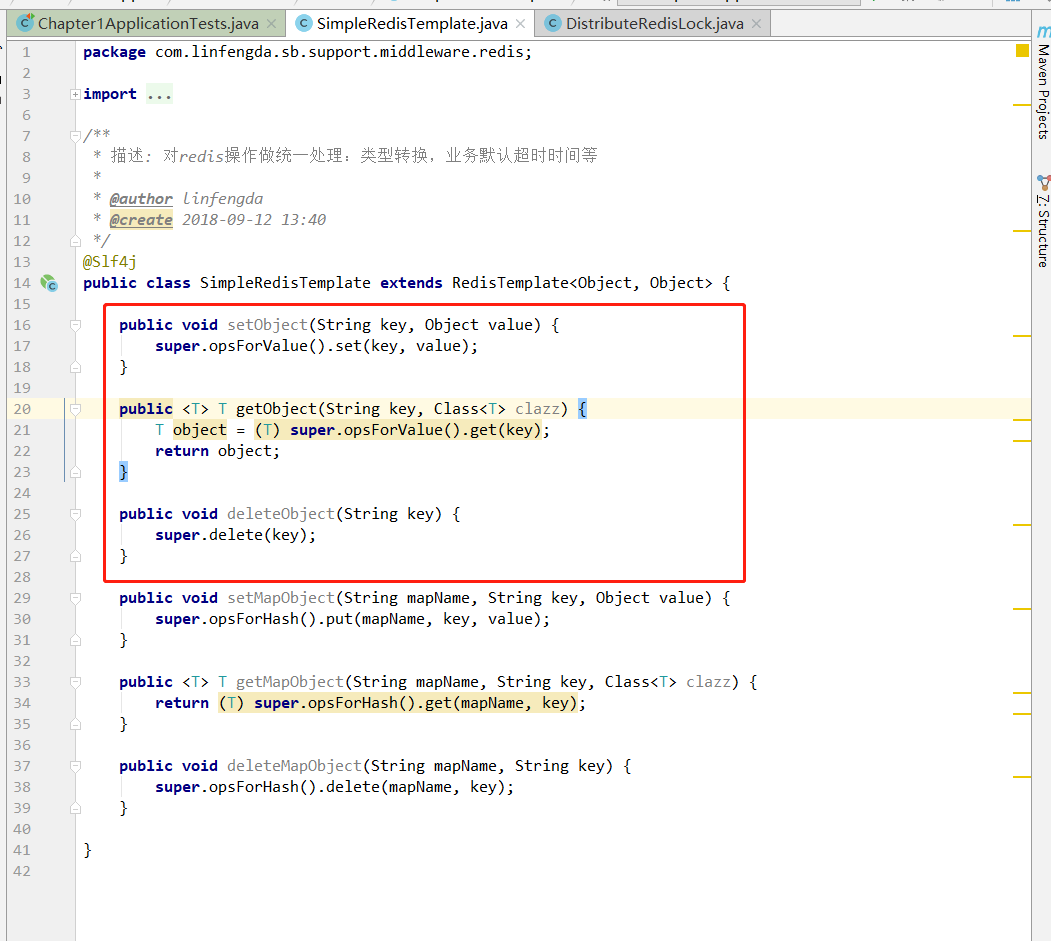 Chapter1ApplicationTests.java
SimpleRedisTemplate.java
DistributeRedisLock.java
1 package com.linfengda.sb.support.middleware.redis;
2
3 import ...
6
7 /**
8 * 描述: 对redis操作做统一处理：类型转换，业务默认超时时间等
9 *
10 * @author linfengda
11 * @create 2018-09-12 13:40
12 */
13 @Slf4j
14 public class SimpleRedisTemplate extends RedisTemplate<Object, Object> {
15
16 public void setObject(String key, Object value) {
17 super.opsForValue().set(key, value);
18 }
19
20 public <T> T getObject(String key, Class<T> clazz) {
21 T object = (T) super.opsForValue().get(key);
22 return object;
23 }
24
25 public void deleteObject(String key) {
26 super.delete(key);
27 }
28
29 public void setMapObject(String mapName, String key, Object value) {
30 super.opsForHash().put(mapName, key, value);
31 }
32
33 public <T> T getMapObject(String mapName, String key, Class<T> clazz) {
34 return (T) super.opsForHash().get(mapName, key);
35 }
36
37 public void deleteMapObject(String mapName, String key) {
38 super.opsForHash().delete(mapName, key);
39 }
40
41 }
42
Maven Projects
7: Structure